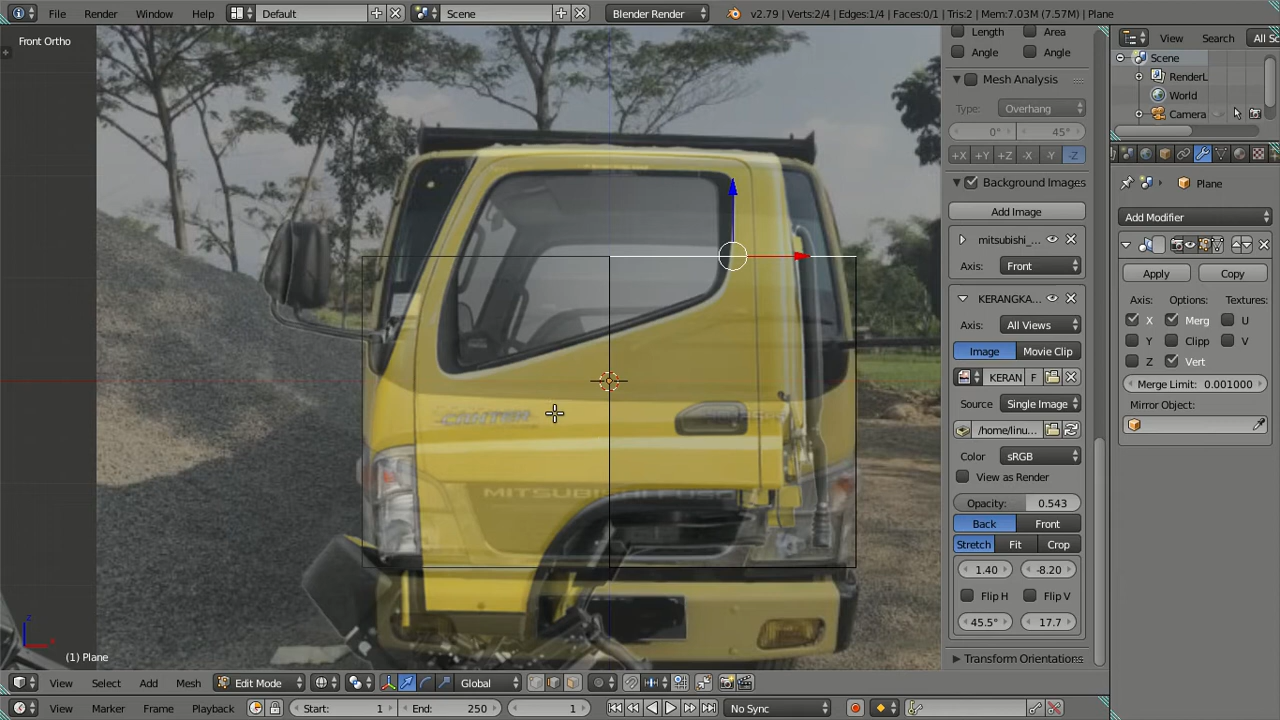 File Render Window Help Default Scene Blender Render v2.79 | Verts:2/4 | Edges:1/4 | Faces:0/1 | Tris:2 | Mem:7.03M (7.57M) | Plane
Front Ortho
Length Area
Angle Angle
Mesh Analysis
Type: Overhang
0° 45°
+X +Y +Z -X -Y -Z
Background Images
Add Image
mitsubishi_...
Axis: Front
KERANGKA...
Axis: All Views
Image Movie Clip
KERAN F
Source Single Image
/home/linu...
Color sRGB
View as Render
Opacity: 0.543
Back Front
Stretch Fit Crop
1.40 -8.20
Flip H Flip V
45.5° 17.7
Transform Orientations
View Search All Sc
Scene
RenderL
World
Camera
Plane
Add Modifier
Apply Copy
Axis: Options: Textures:
X Merg U
Y Clipp V
Z Vert
Merge Limit: 0.001000
Mirror Object:
CANTER
MITSUBISHI FUSO
z
x
(1) Plane
View Select Add Mesh Edit Mode Global
View Marker Frame Playback Start: 1 End: 250 1 No Sync